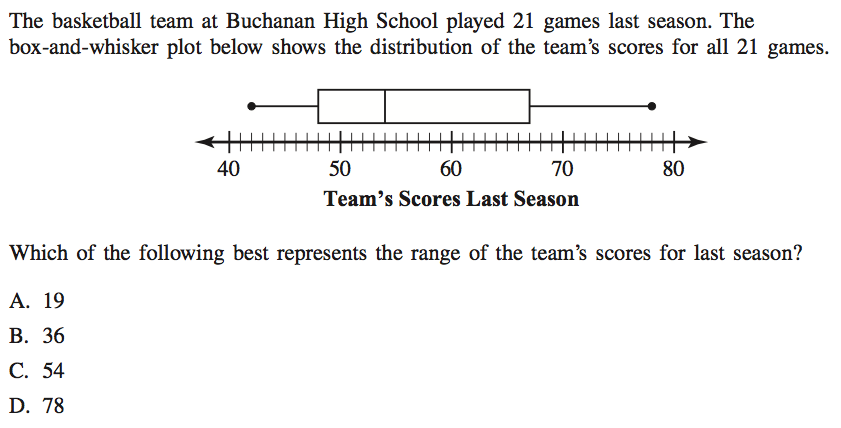 The basketball team at Buchanan High School played 21 games last season. The
box-and-whisker plot below shows the distribution of the team’s scores for all 21 games.
40 50 60 70 80
Team’s Scores Last Season
Which of the following best represents the range of the team’s scores for last season?
A. 19
B. 36
C. 54
D. 78